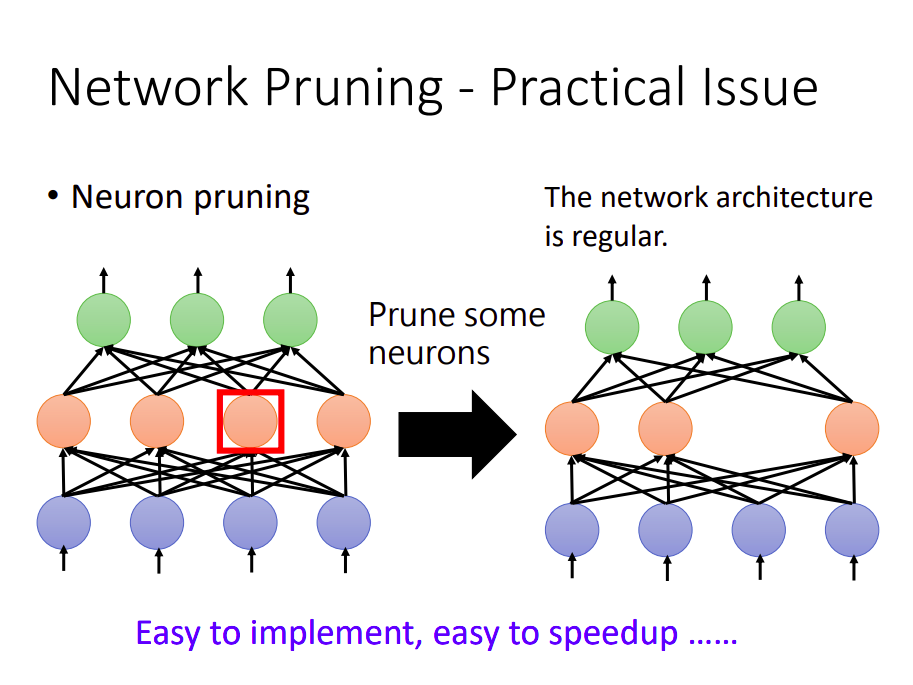 Network Pruning - Practical Issue
• Neuron pruning
The network architecture
is regular.
Prune some
neurons
Easy to implement, easy to speedup ……